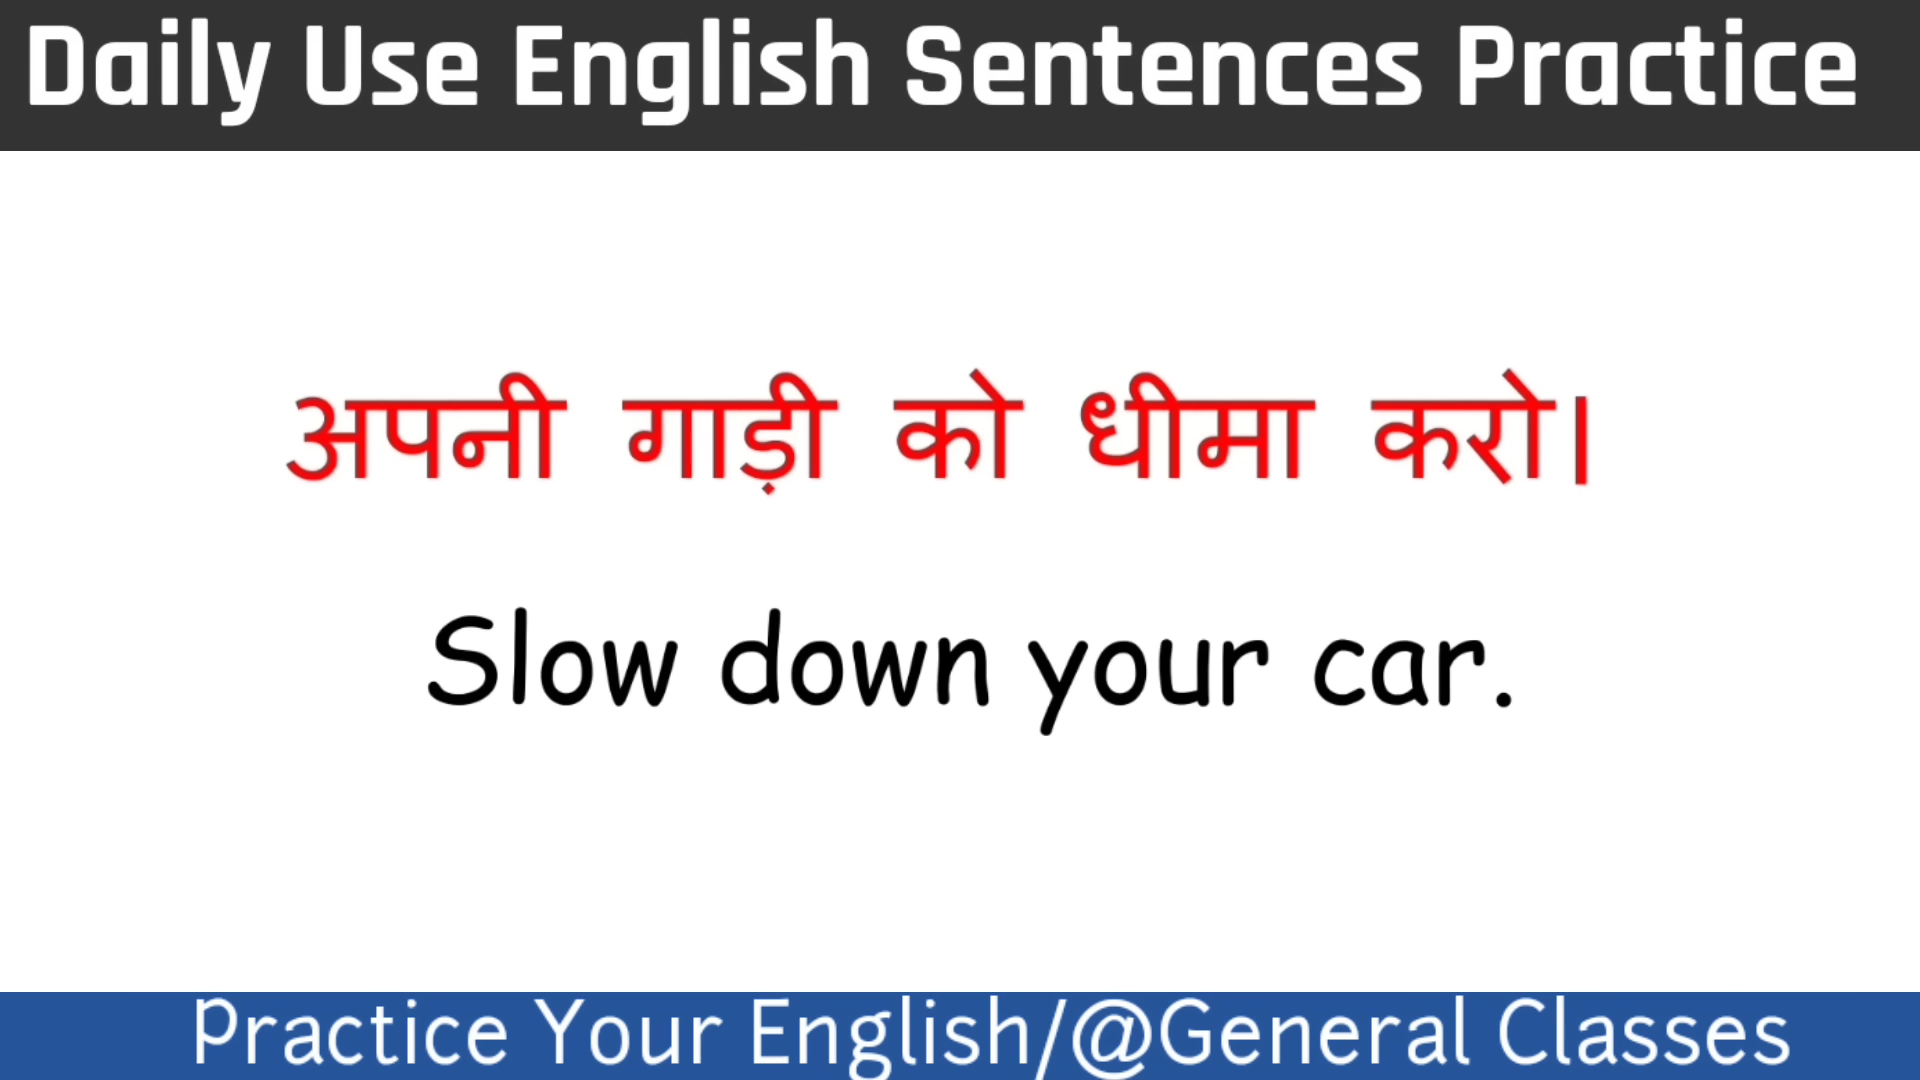 Daily Use English Sentences Practice
अपनी गाड़ी को धीमा करो।
Slow down your car.
Practice Your English/@General Classes